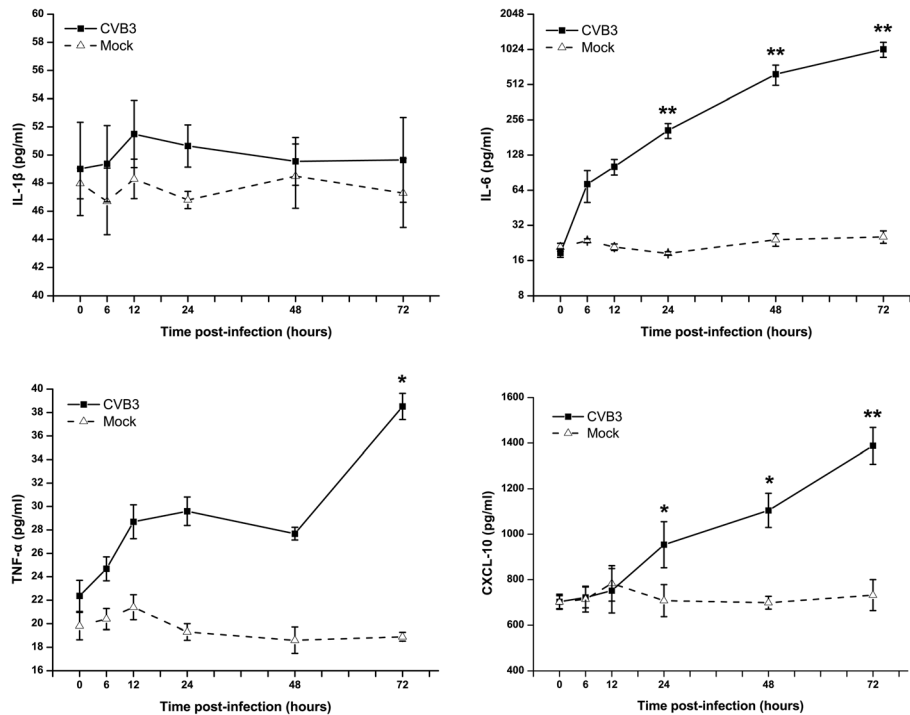 60
58
56
54
52
50
48
46
44
42
40
IL-1β (pg/ml)
CVB3
Mock
0 6 12 24 48 72
Time post-infection (hours)
2048
1024
512
256
128
64
32
16
8
IL-6 (pg/ml)
CVB3
Mock
**
**
**
0 6 12 24 48 72
Time post-infection (hours)
40
38
36
34
32
30
28
26
24
22
20
18
16
TNF-α (pg/ml)
CVB3
Mock
*
0 6 12 24 48 72
Time post-infection (hours)
1600
1400
1200
1000
800
600
400
CXCL-10 (pg/ml)
CVB3
Mock
*
*
**
0 6 12 24 48 72
Time post-infection (hours)